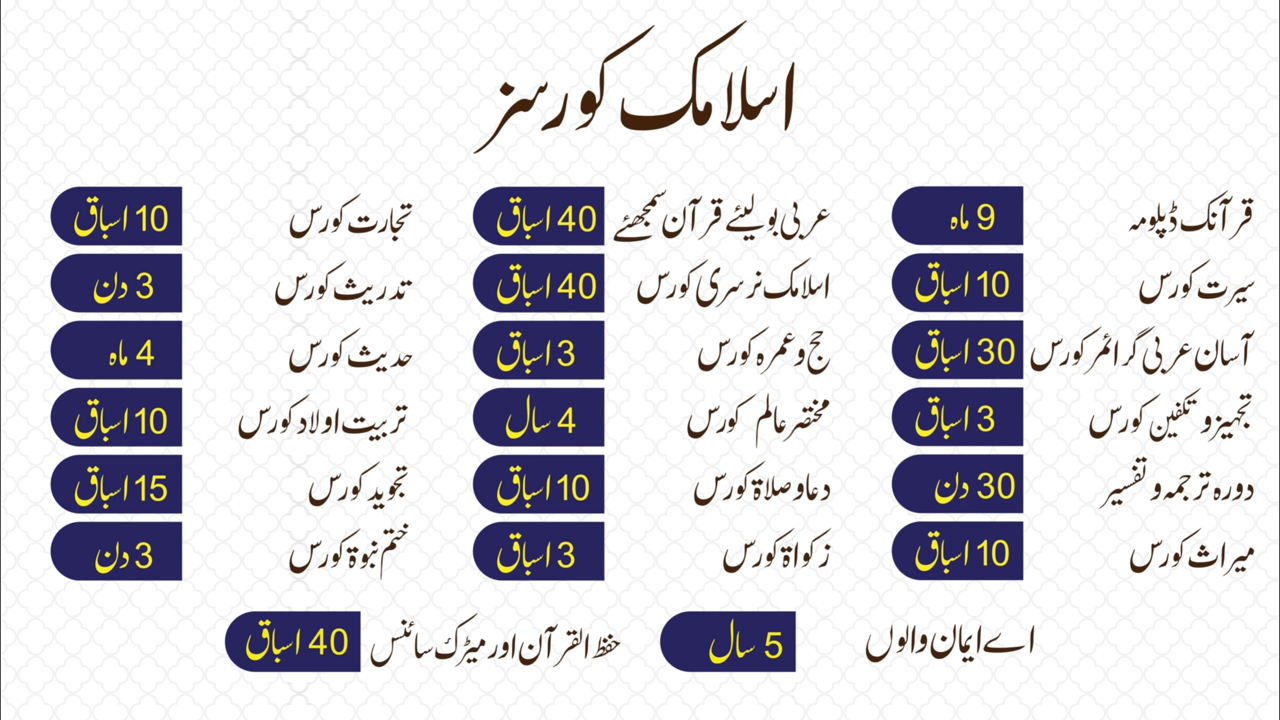 اسلامک کورسز
قرآنک ڈپلومہ 9 ماہ عربی بولیئے قرآن سمجھئے 40 اسباق تجارت کورس 10 اسباق
سیرت کورس 10 اسباق اسلامک نرسری کورس 40 اسباق تدریث کورس 3 دن
آسان عربی گرائمر کورس 30 اسباق حج و عمرہ کورس 3 اسباق حدیث کورس 4 ماہ
تجہیز و تکفین کورس 3 اسباق مختصر عالم کورس 4 سال تربیت اولاد کورس 10 اسباق
دورہ ترجمہ و تفسیر 30 دن دعا و صلاۃ کورس 10 اسباق تجوید کورس 15 اسباق
میراث کورس 10 اسباق زکواۃ کورس 3 اسباق ختم نبوۃ کورس 3 دن
اے ایمان والوں 5 سال حفظ القرآن اور میٹرک سائنس 40 اسباق